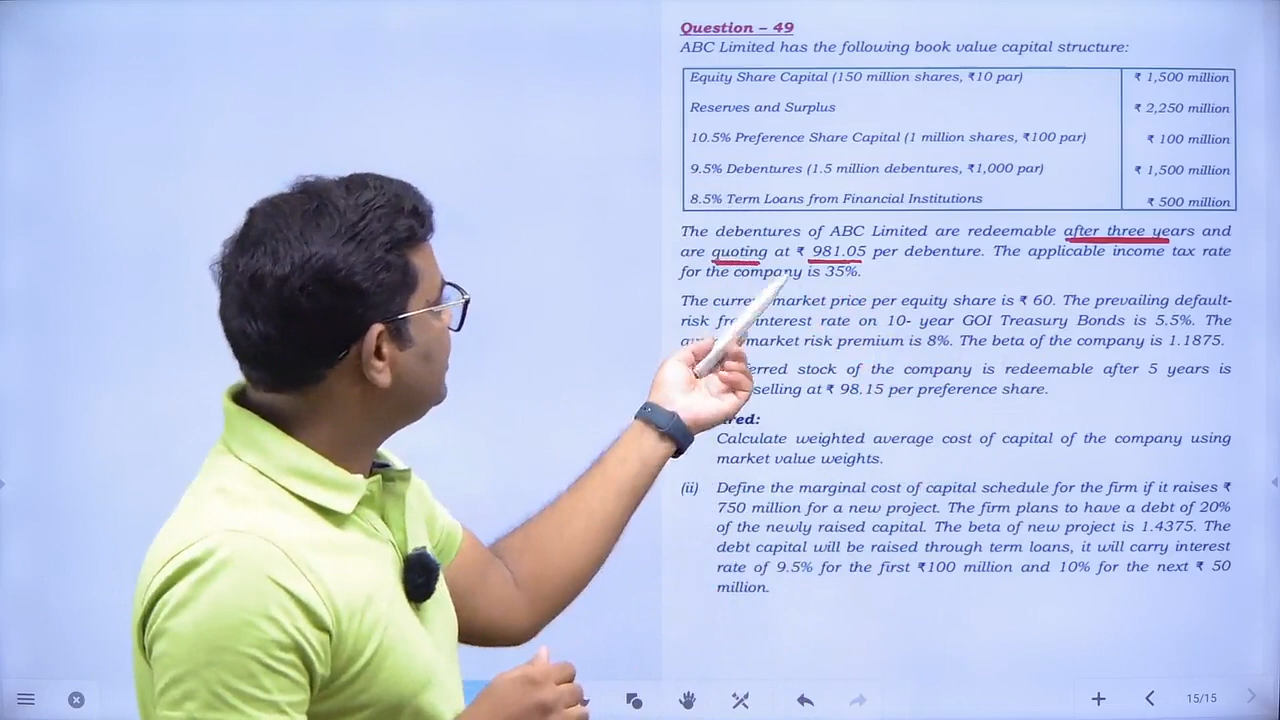 Question – 49
ABC Limited has the following book value capital structure:
Equity Share Capital (150 million shares, ₹10 par) ₹ 1,500 million
Reserves and Surplus ₹ 2,250 million
10.5% Preference Share Capital (1 million shares, ₹100 par) ₹ 100 million
9.5% Debentures (1.5 million debentures, ₹1,000 par) ₹ 1,500 million
8.5% Term Loans from Financial Institutions ₹ 500 million
The debentures of ABC Limited are redeemable after three years and
are quoting at ₹ 981.05 per debenture. The applicable income tax rate
for the company is 35%.
The current market price per equity share is ₹ 60. The prevailing default-
risk interest rate on 10- year GOI Treasury Bonds is 5.5%. The
market risk premium is 8%. The beta of the company is 1.1875.
stock of the company is redeemable after 5 years is
selling at ₹ 98.15 per preference share.
Calculate weighted average cost of capital of the company using
market value weights.
(ii) Define the marginal cost of capital schedule for the firm if it raises ₹
750 million for a new project. The firm plans to have a debt of 20%
of the newly raised capital. The beta of new project is 1.4375. The
debt capital will be raised through term loans, it will carry interest
rate of 9.5% for the first ₹100 million and 10% for the next ₹ 50
million.
15/15